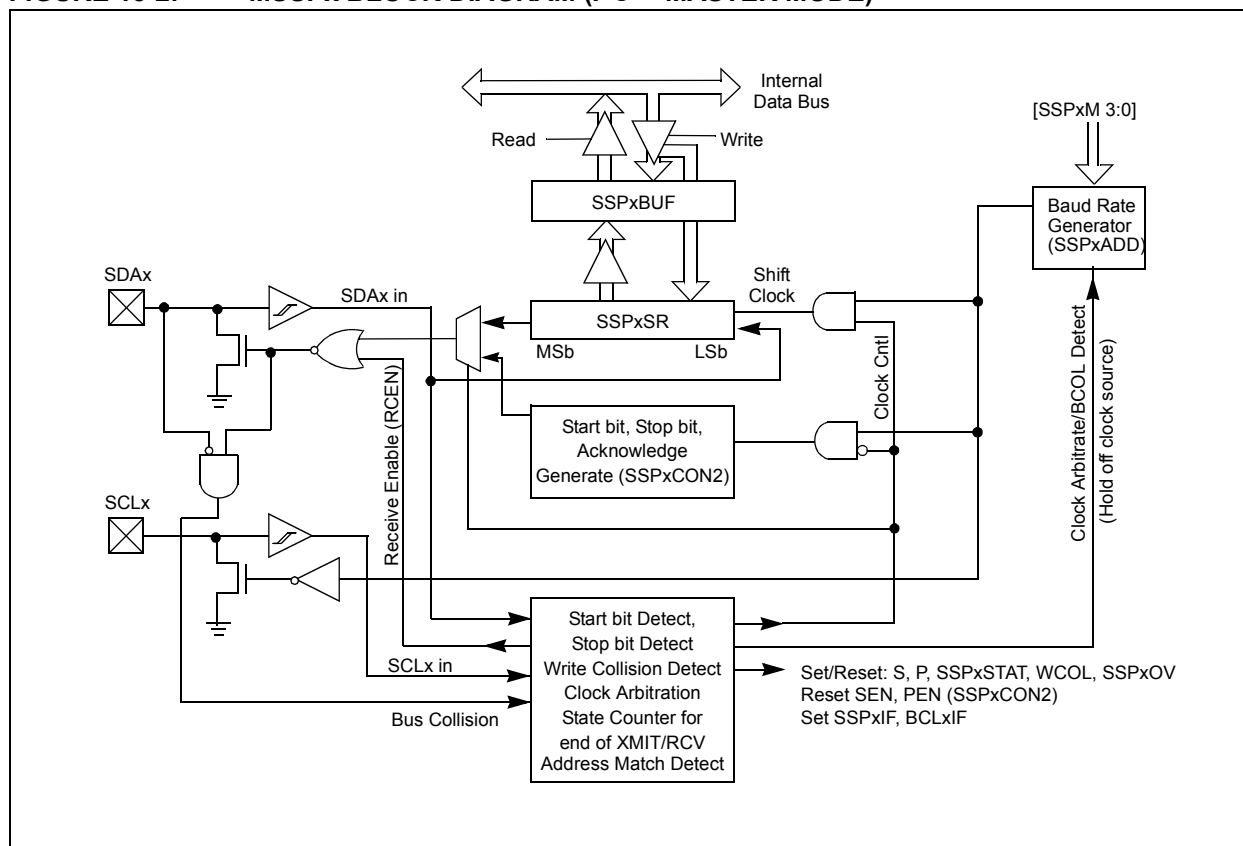 Internal
Data Bus
[SSPxM 3:0]
Read
Write
SSPxBUF
Baud Rate
Generator
(SSPxADD)
SDAx
SDAx in
Shift
Clock
SSPxSR
MSb
LSb
Clock Cntl
Clock Arbitrate/BCOL Detect
(Hold off clock source)
Receive Enable (RCEN)
Start bit, Stop bit,
Acknowledge
Generate (SSPxCON2)
SCLx
SCLx in
Bus Collision
Start bit Detect,
Stop bit Detect
Write Collision Detect
Clock Arbitration
State Counter for
end of XMIT/RCV
Address Match Detect
Set/Reset: S, P, SSPxSTAT, WCOL, SSPxOV
Reset SEN, PEN (SSPxCON2)
Set SSPxIF, BCLxIF